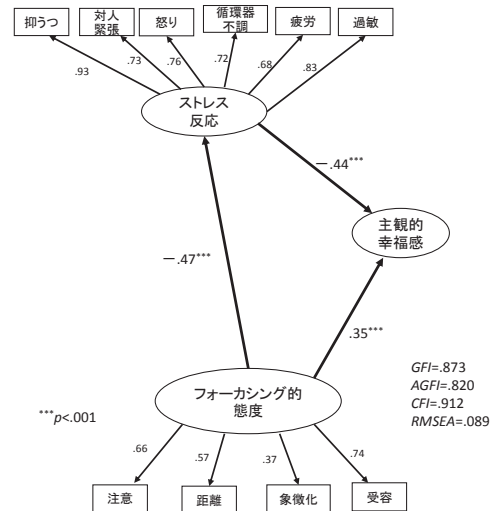 抑うつ
対人
緊張
怒り
循環器
不調
疲労
過敏
.93
.73
.76
.72
.68
.83
ストレス
反応
－.44***
主観的
幸福感
－.47***
.35***
フォーカシング的
態度
***p<.001
GFI=.873
AGFI=.820
CFI=.912
RMSEA=.089
.66
.57
.37
.74
注意
距離
象徴化
受容